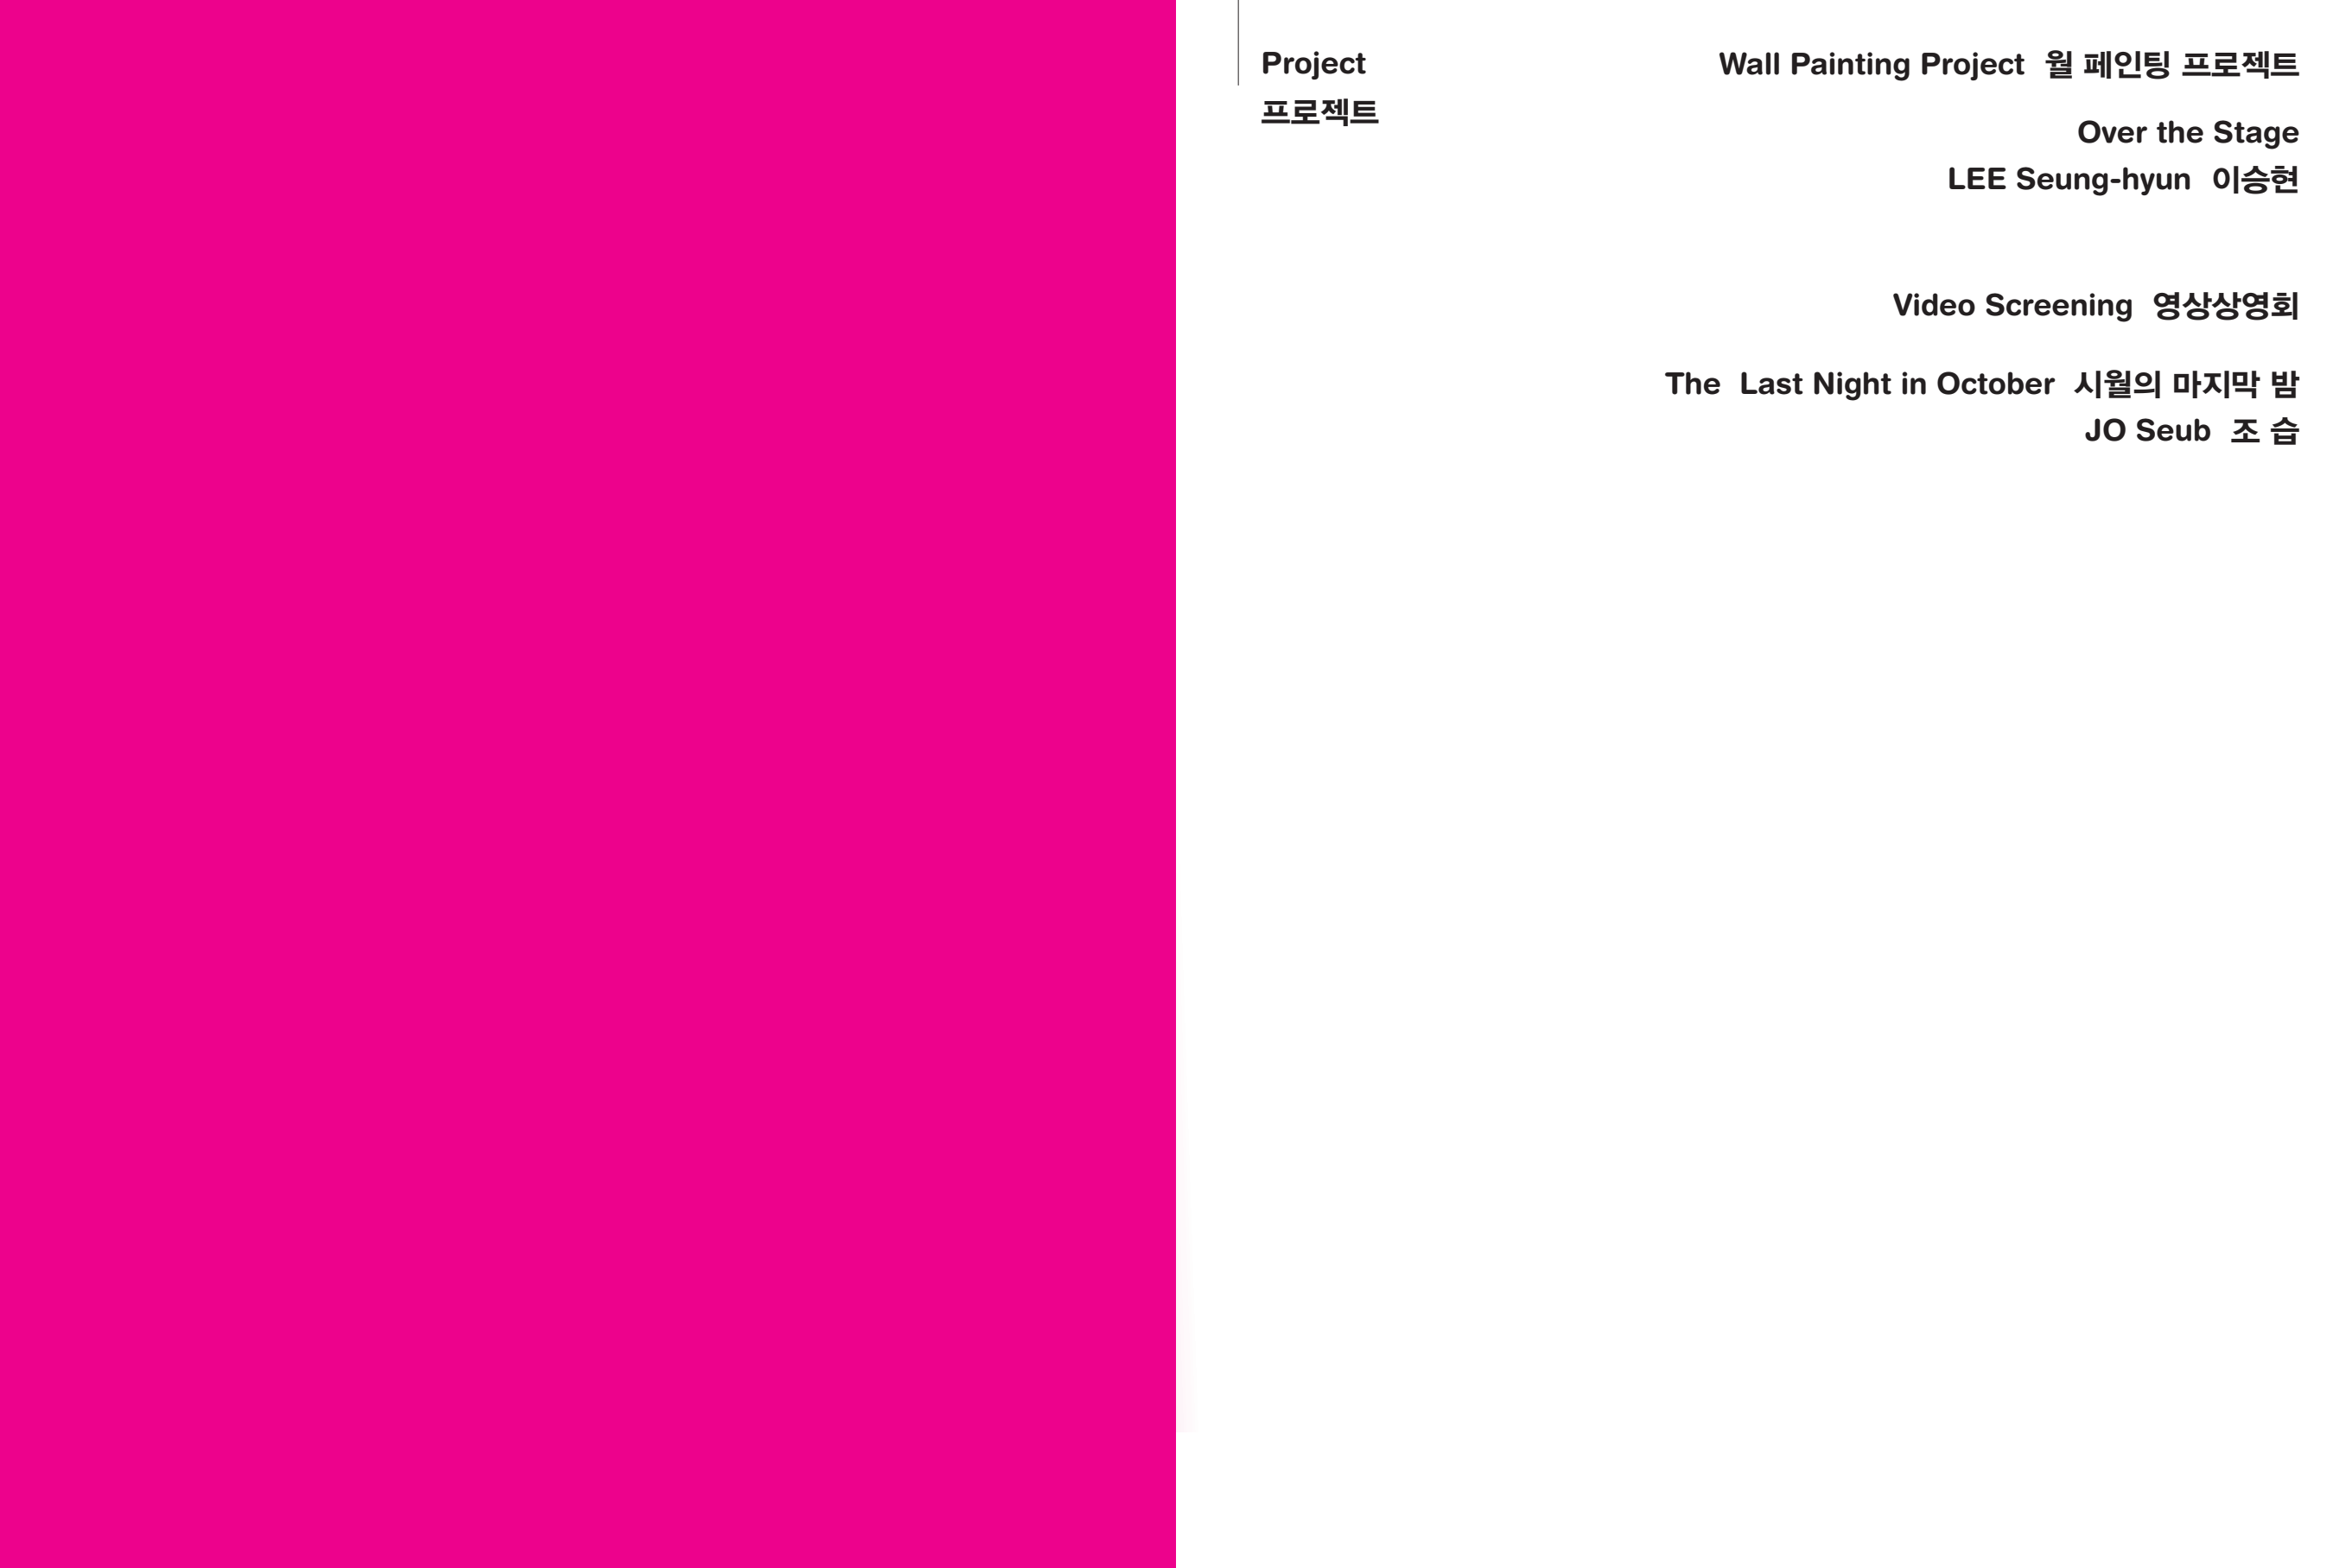 Project
프로젝트
Wall Painting Project 월 페인팅 프로젝트
Over the Stage
LEE Seung-hyun 이승현
Video Screening 영상상영회
The Last Night in October 시월의 마지막 밤
JO Seub 조 습